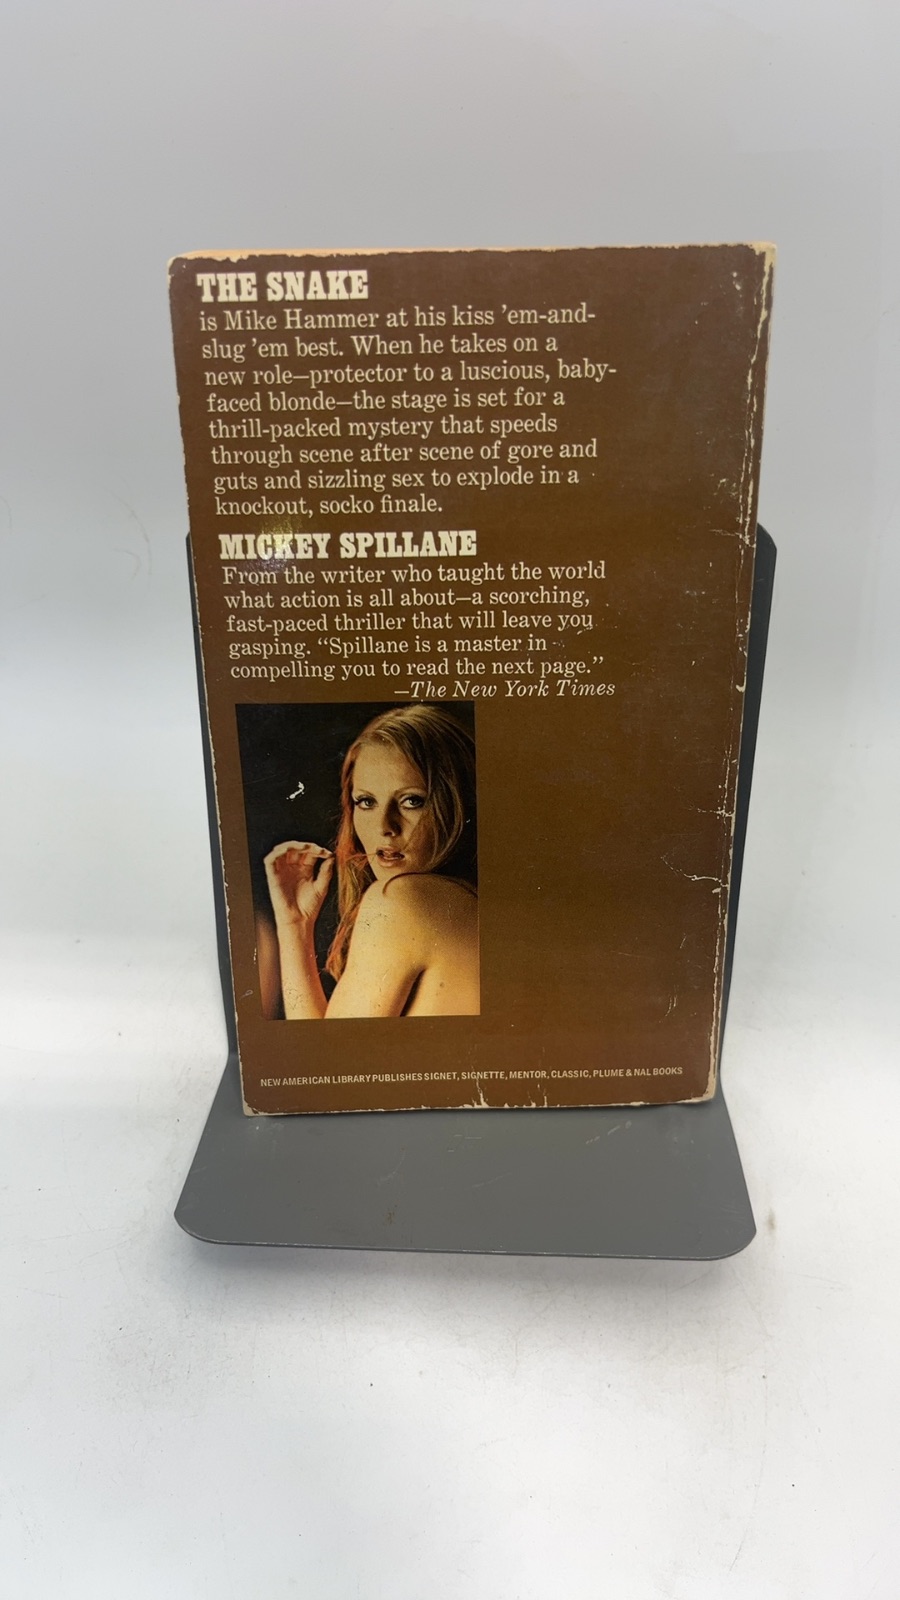 THE SNAKE
is Mike Hammer at his kiss ’em-and-
slug ’em best. When he takes on a
new role—protector to a luscious, baby-
faced blonde—the stage is set for a
thrill-packed mystery that speeds
through scene after scene of gore and
guts and sizzling sex to explode in a
knockout, socko finale.
MICKEY SPILLANE
From the writer who taught the world
what action is all about—a scorching,
fast-paced thriller that will leave you
gasping. “Spillane is a master in
compelling you to read the next page.”
—The New York Times
NEW AMERICAN LIBRARY PUBLISHES SIGNET, SIGNETTE, MENTOR, CLASSIC, PLUME & NAL BOOKS